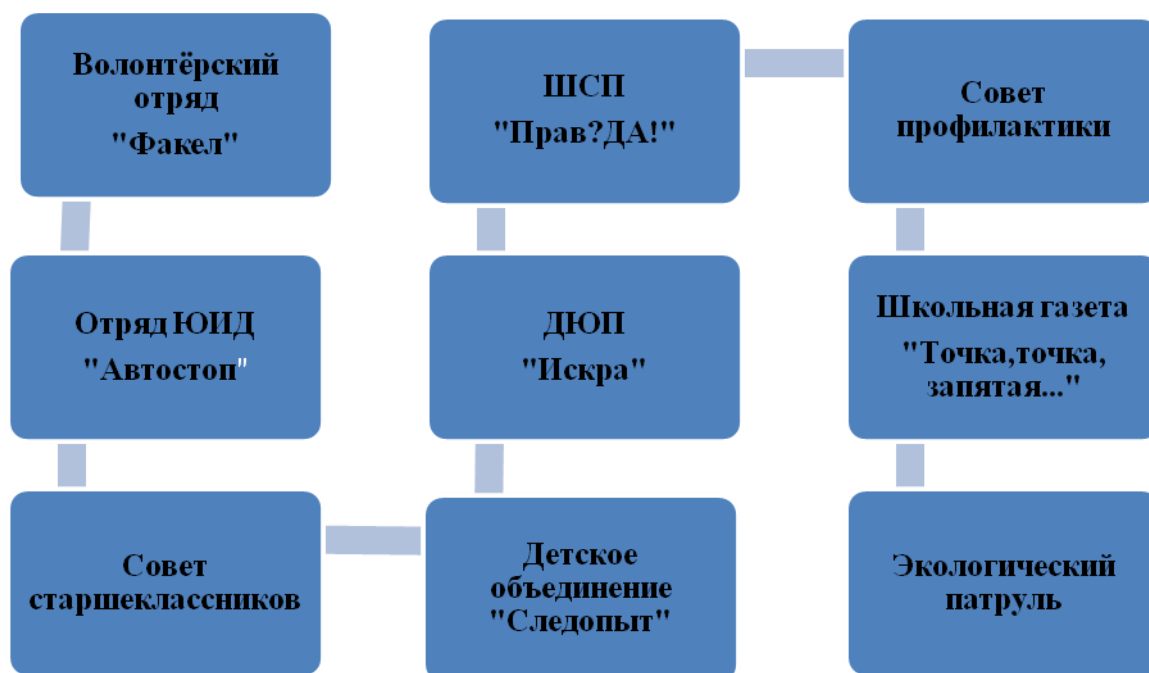 Волонтёрский
отряд
"Факел"
Отряд ЮИД
"Автостоп"
Совет
старшеклассников
Детское
объединение
"Следопыт"
ДЮП
"Искра"
ШСП
"Прав?ДА!"
Совет
профилактики
Школьная газета
"Точка,точка,
запятая..."
Экологический
патруль